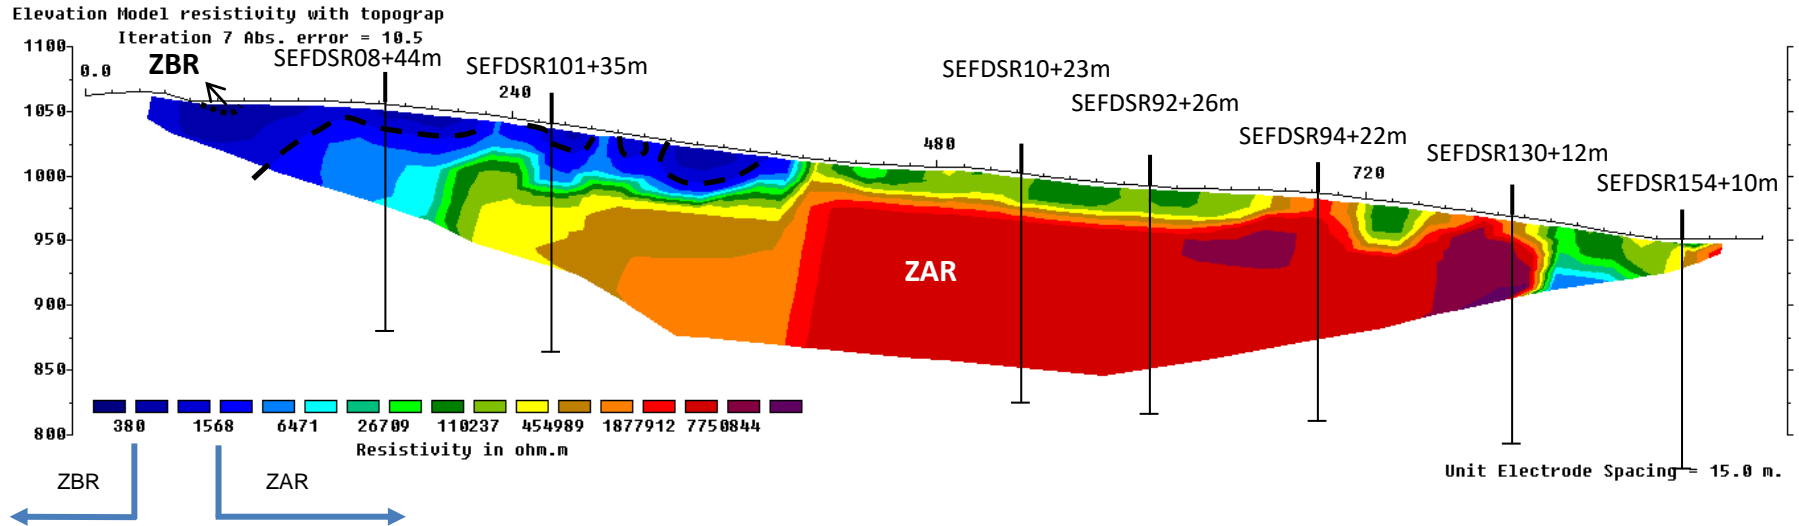 Elevation Model resistivity with topograp
Iteration 7 Abs. error = 10.5
1100
0.0
ZBR
SEFDSR08+44m
SEFDSR101+35m
SEFDSR10+23m
SEFDSR92+26m
SEFDSR94+22m
SEFDSR130+12m
SEFDSR154+10m
240
480
720
1050
1000
950
900
850
800
ZAR
380 1568 6471 26709 110237 454989 1877912 7750844
Resistivity in ohm.m
Unit Electrode Spacing = 15.0 m.
ZBR
ZAR